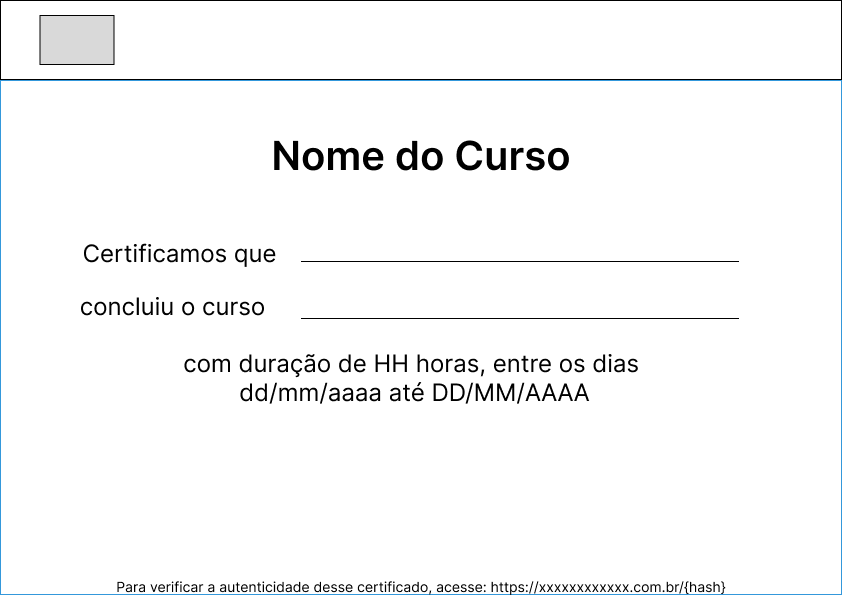 Nome do Curso
Certificamos que
concluiu o curso
com duração de HH horas, entre os dias
dd/mm/aaaa até DD/MM/AAAA
Para verificar a autenticidade desse certificado, acesse: https://xxxxxxxxxxxx.com.br/{hash}